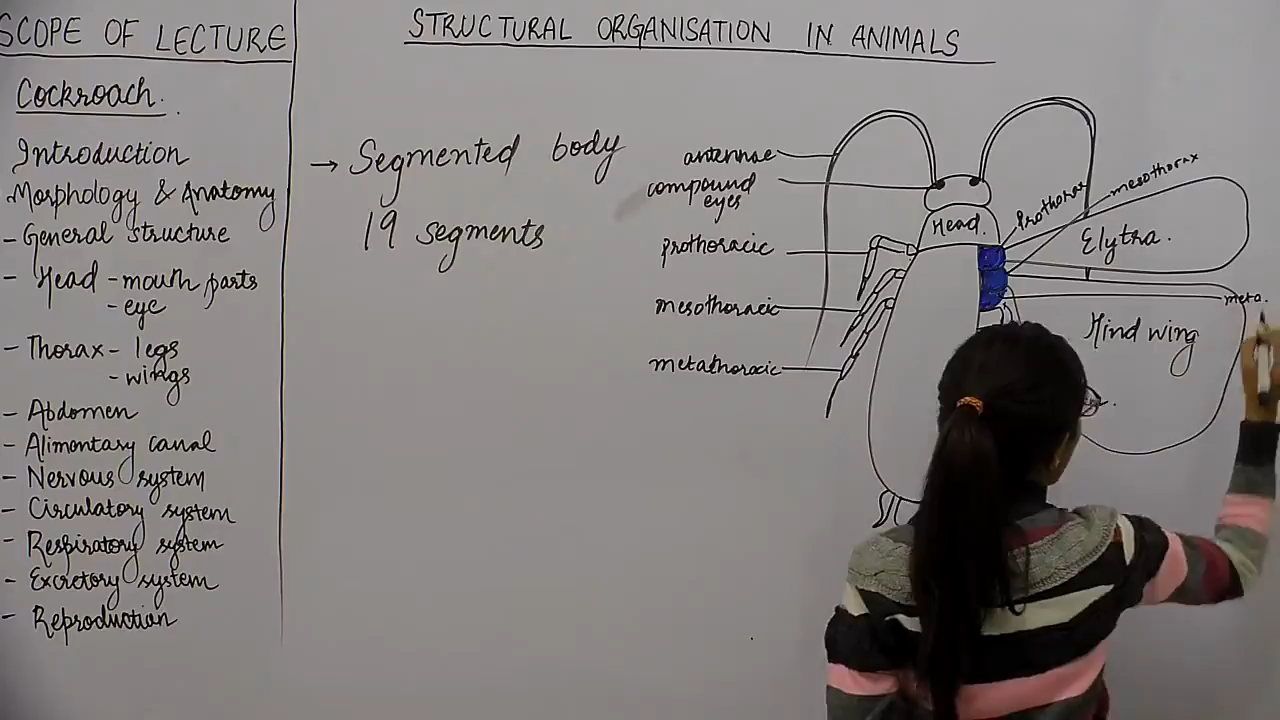 SCOPE OF LECTURE
Cockroach.
Introduction
Morphology & Anatomy
- General structure
- Head - mouth parts
- eye
- Thorax - legs
- wings
- Abdomen
- Alimentary canal
- Nervous system
- Circulatory system
- Respiratory system
- Excretory system
- Reproduction
STRUCTURAL ORGANISATION IN ANIMALS
→ Segmented body
19 segments
antennae
compound
eyes
prothoracic
mesothoracic
metathoracic
Head.
Prothorax
mesothorax
Elytra.
meta.
Hind wing